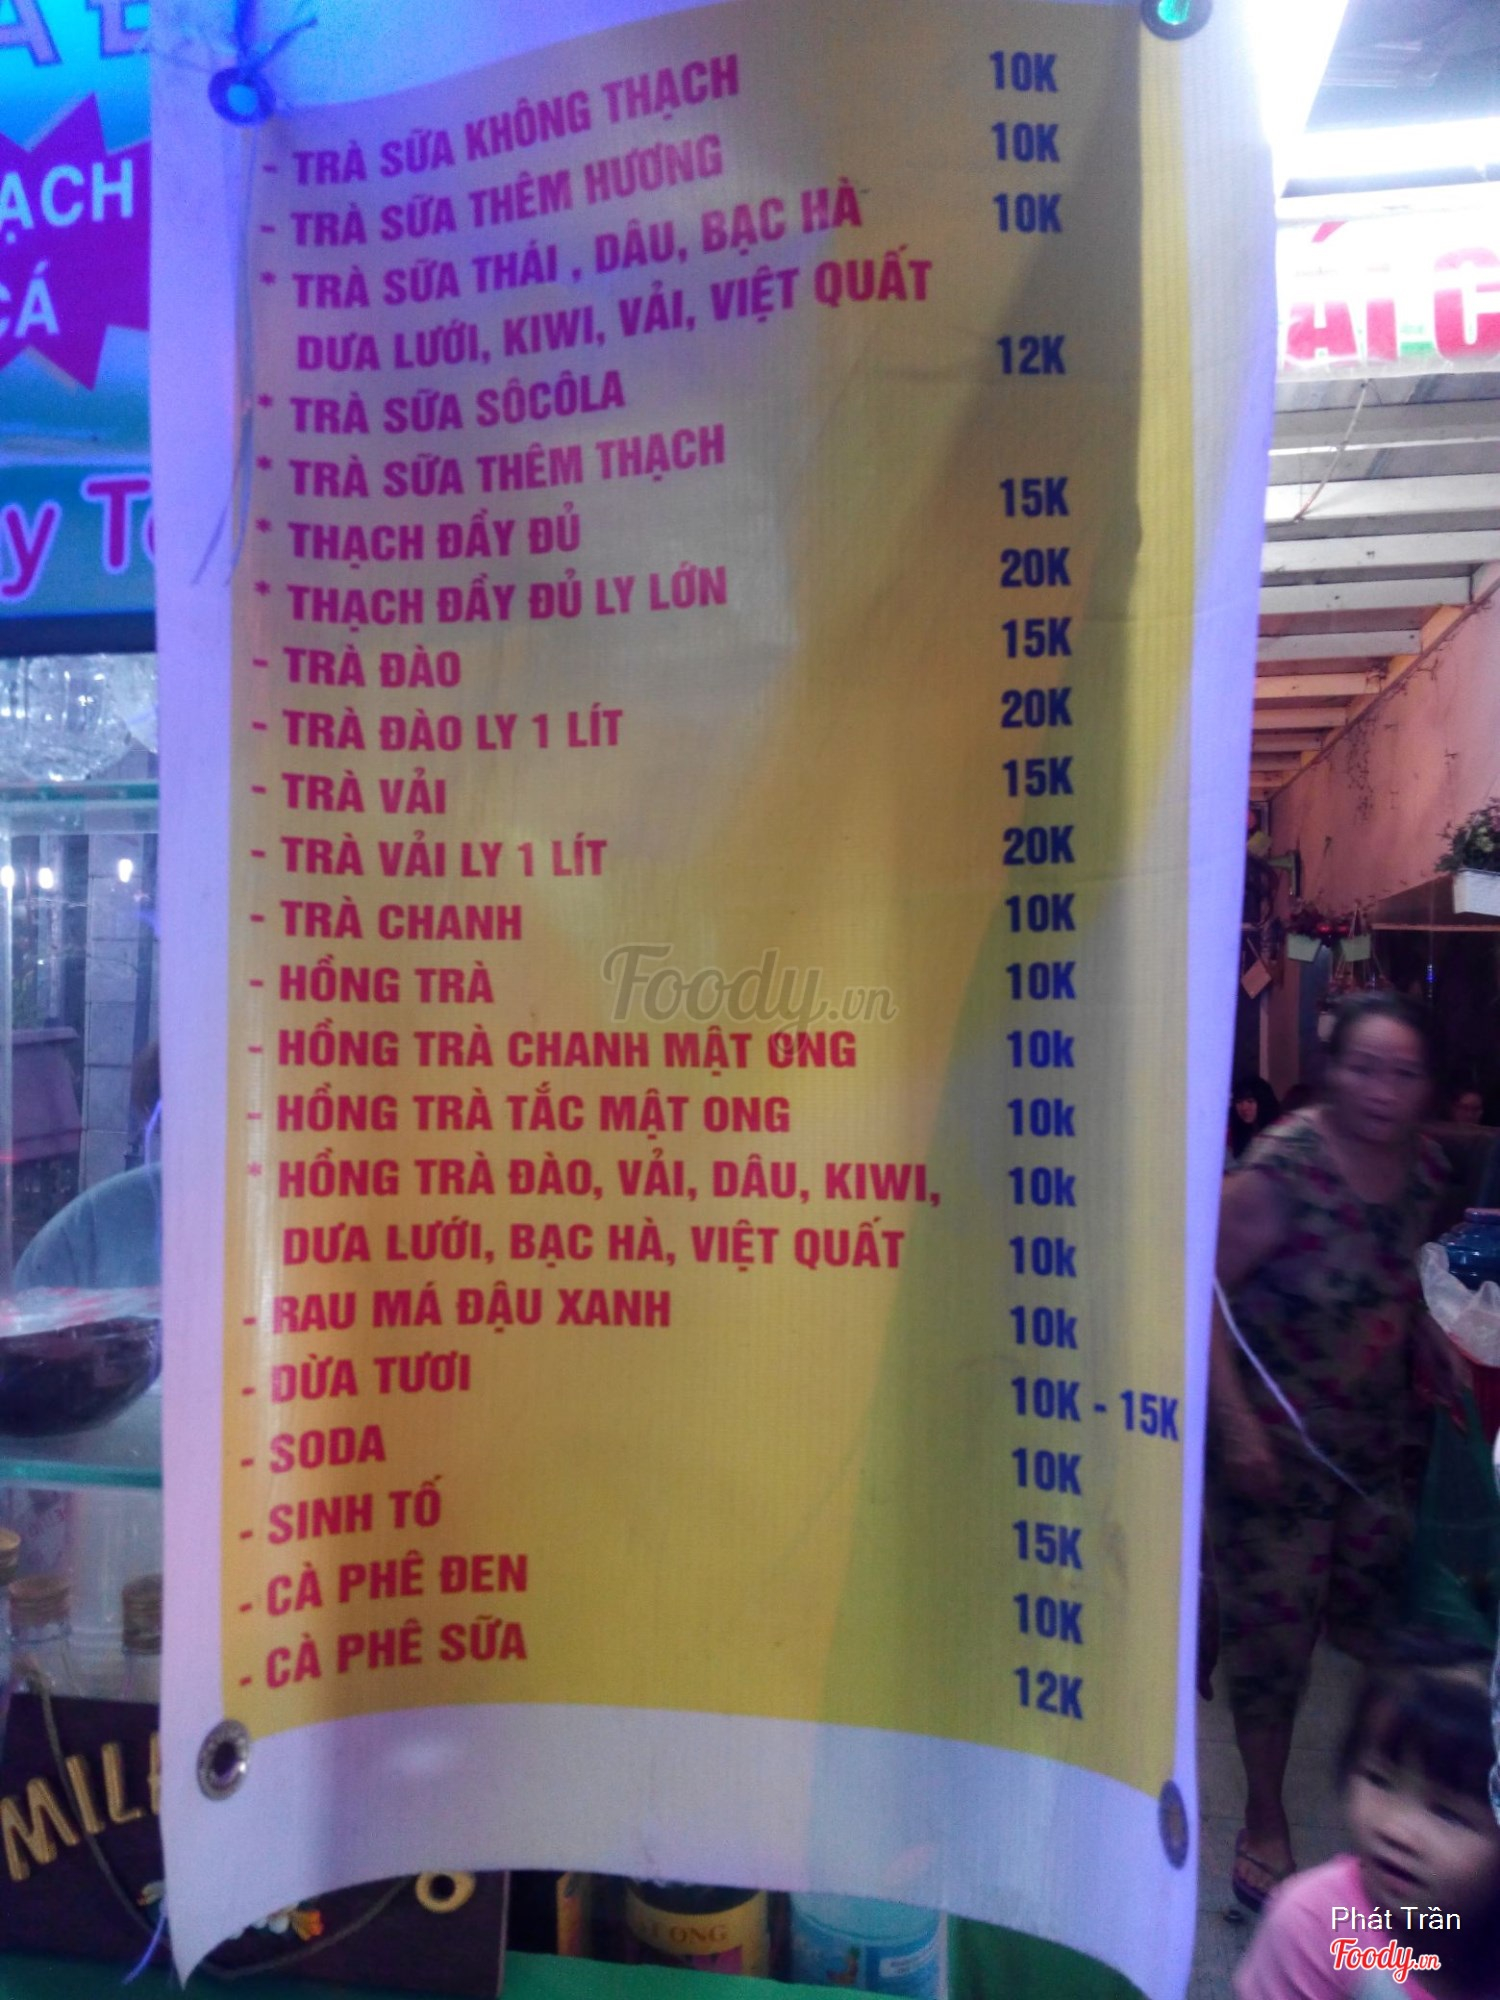 ẠCH
CÁ
ÁI C
- TRÀ SỮA KHÔNG THẠCH 10K
- TRÀ SỮA THÊM HƯƠNG 10K
* TRÀ SỮA THÁI , DÂU, BẠC HÀ 10K
DƯA LƯỚI, KIWI, VẢI, VIỆT QUẤT
* TRÀ SỮA SÔCÔLA 12K
* TRÀ SỮA THÊM THẠCH
* THẠCH ĐẦY ĐỦ 15K
* THẠCH ĐẦY ĐỦ LY LỚN 20K
- TRÀ ĐÀO 15K
- TRÀ ĐÀO LY 1 LÍT 20K
- TRÀ VẢI 15K
- TRÀ VẢI LY 1 LÍT 20K
- TRÀ CHANH 10K
- HỒNG TRÀ 10K
- HỒNG TRÀ CHANH MẬT ONG 10k
- HỒNG TRÀ TẮC MẬT ONG 10k
* HỒNG TRÀ ĐÀO, VẢI, DÂU, KIWI, 10k
DƯA LƯỚI, BẠC HÀ, VIỆT QUẤT 10k
- RAU MÁ ĐẬU XANH 10k
- DỪA TƯƠI 10K - 15K
- SODA 10K
- SINH TỐ 15K
- CÀ PHÊ ĐEN 10K
- CÀ PHÊ SỮA 12K
Foody.vn
ONG
Phát Trần
Foody.vn